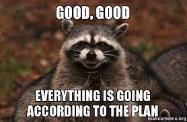 GOOD, GOOD
EVERYTHING IS GOING
ACCORDING TO THE PLAN